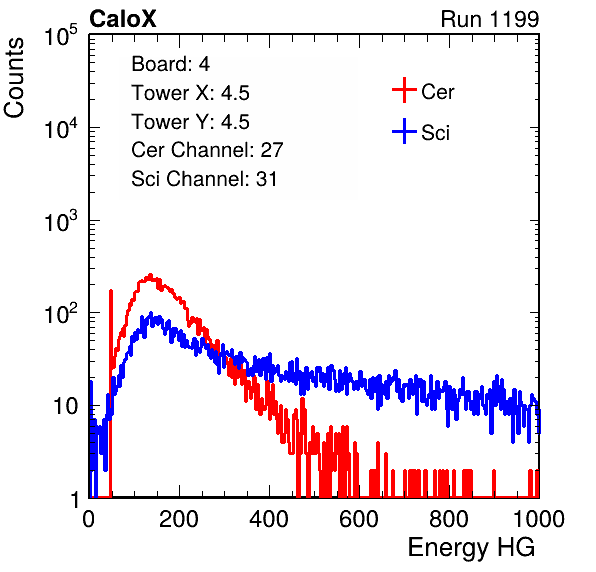 CaloX Run 1199
Counts
10^5
10^4
10^3
10^2
10
1
Board: 4
Tower X: 4.5
Tower Y: 4.5
Cer Channel: 27
Sci Channel: 31
Cer
Sci
0 200 400 600 800 1000
Energy HG